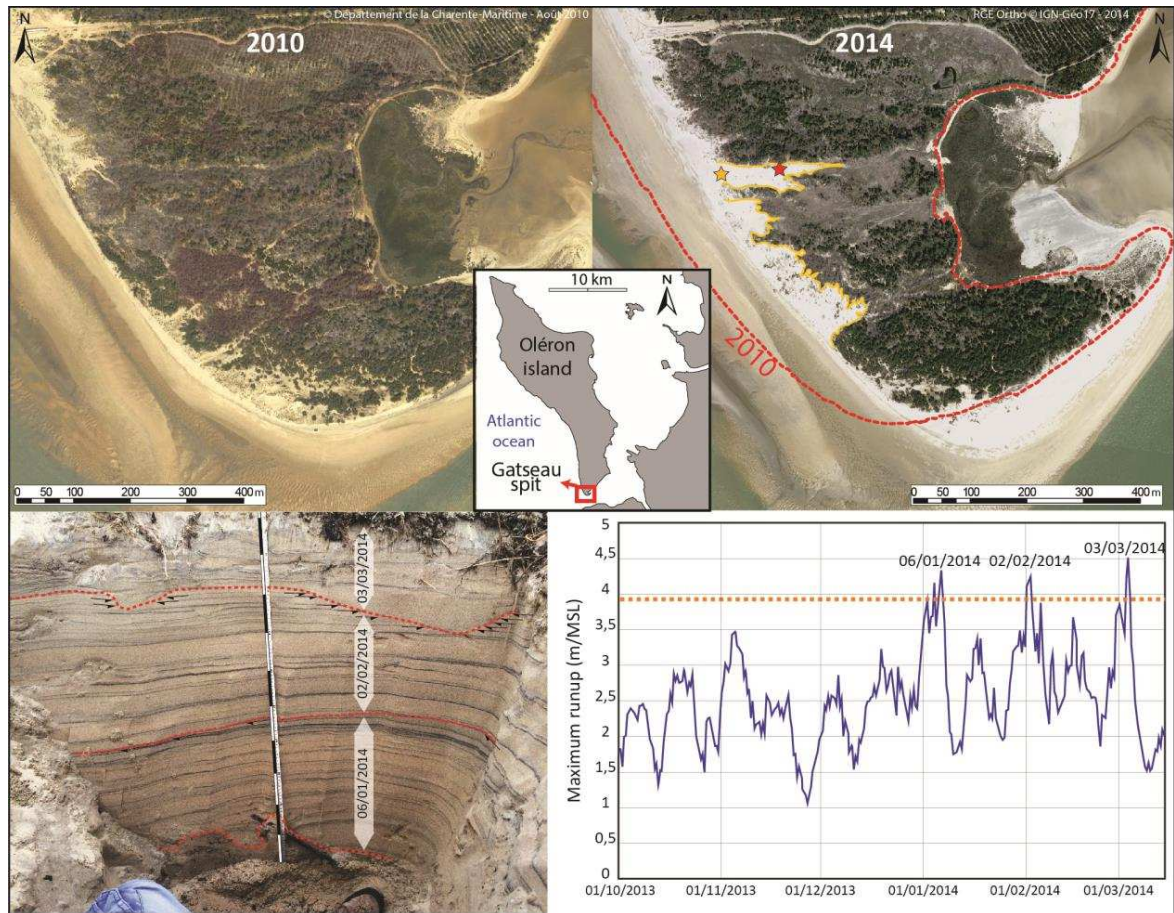 © Département de la Charente-Maritime - Août 2010
N
2010
0 50 100 200 300 400 m
RGE Ortho © IGN-Geo17 - 2014
N
2014
2010
0 50 100 200 300 400 m
10 km
N
Oléron
island
Atlantic
ocean
Gatseau
spit
03/03/2014
02/02/2014
06/01/2014
Maximum runup (m/MSL)
5
4,5
4
3,5
3
2,5
2
1,5
1
0,5
0
06/01/2014
02/02/2014
03/03/2014
01/10/2013
01/11/2013
01/12/2013
01/01/2014
01/02/2014
01/03/2014